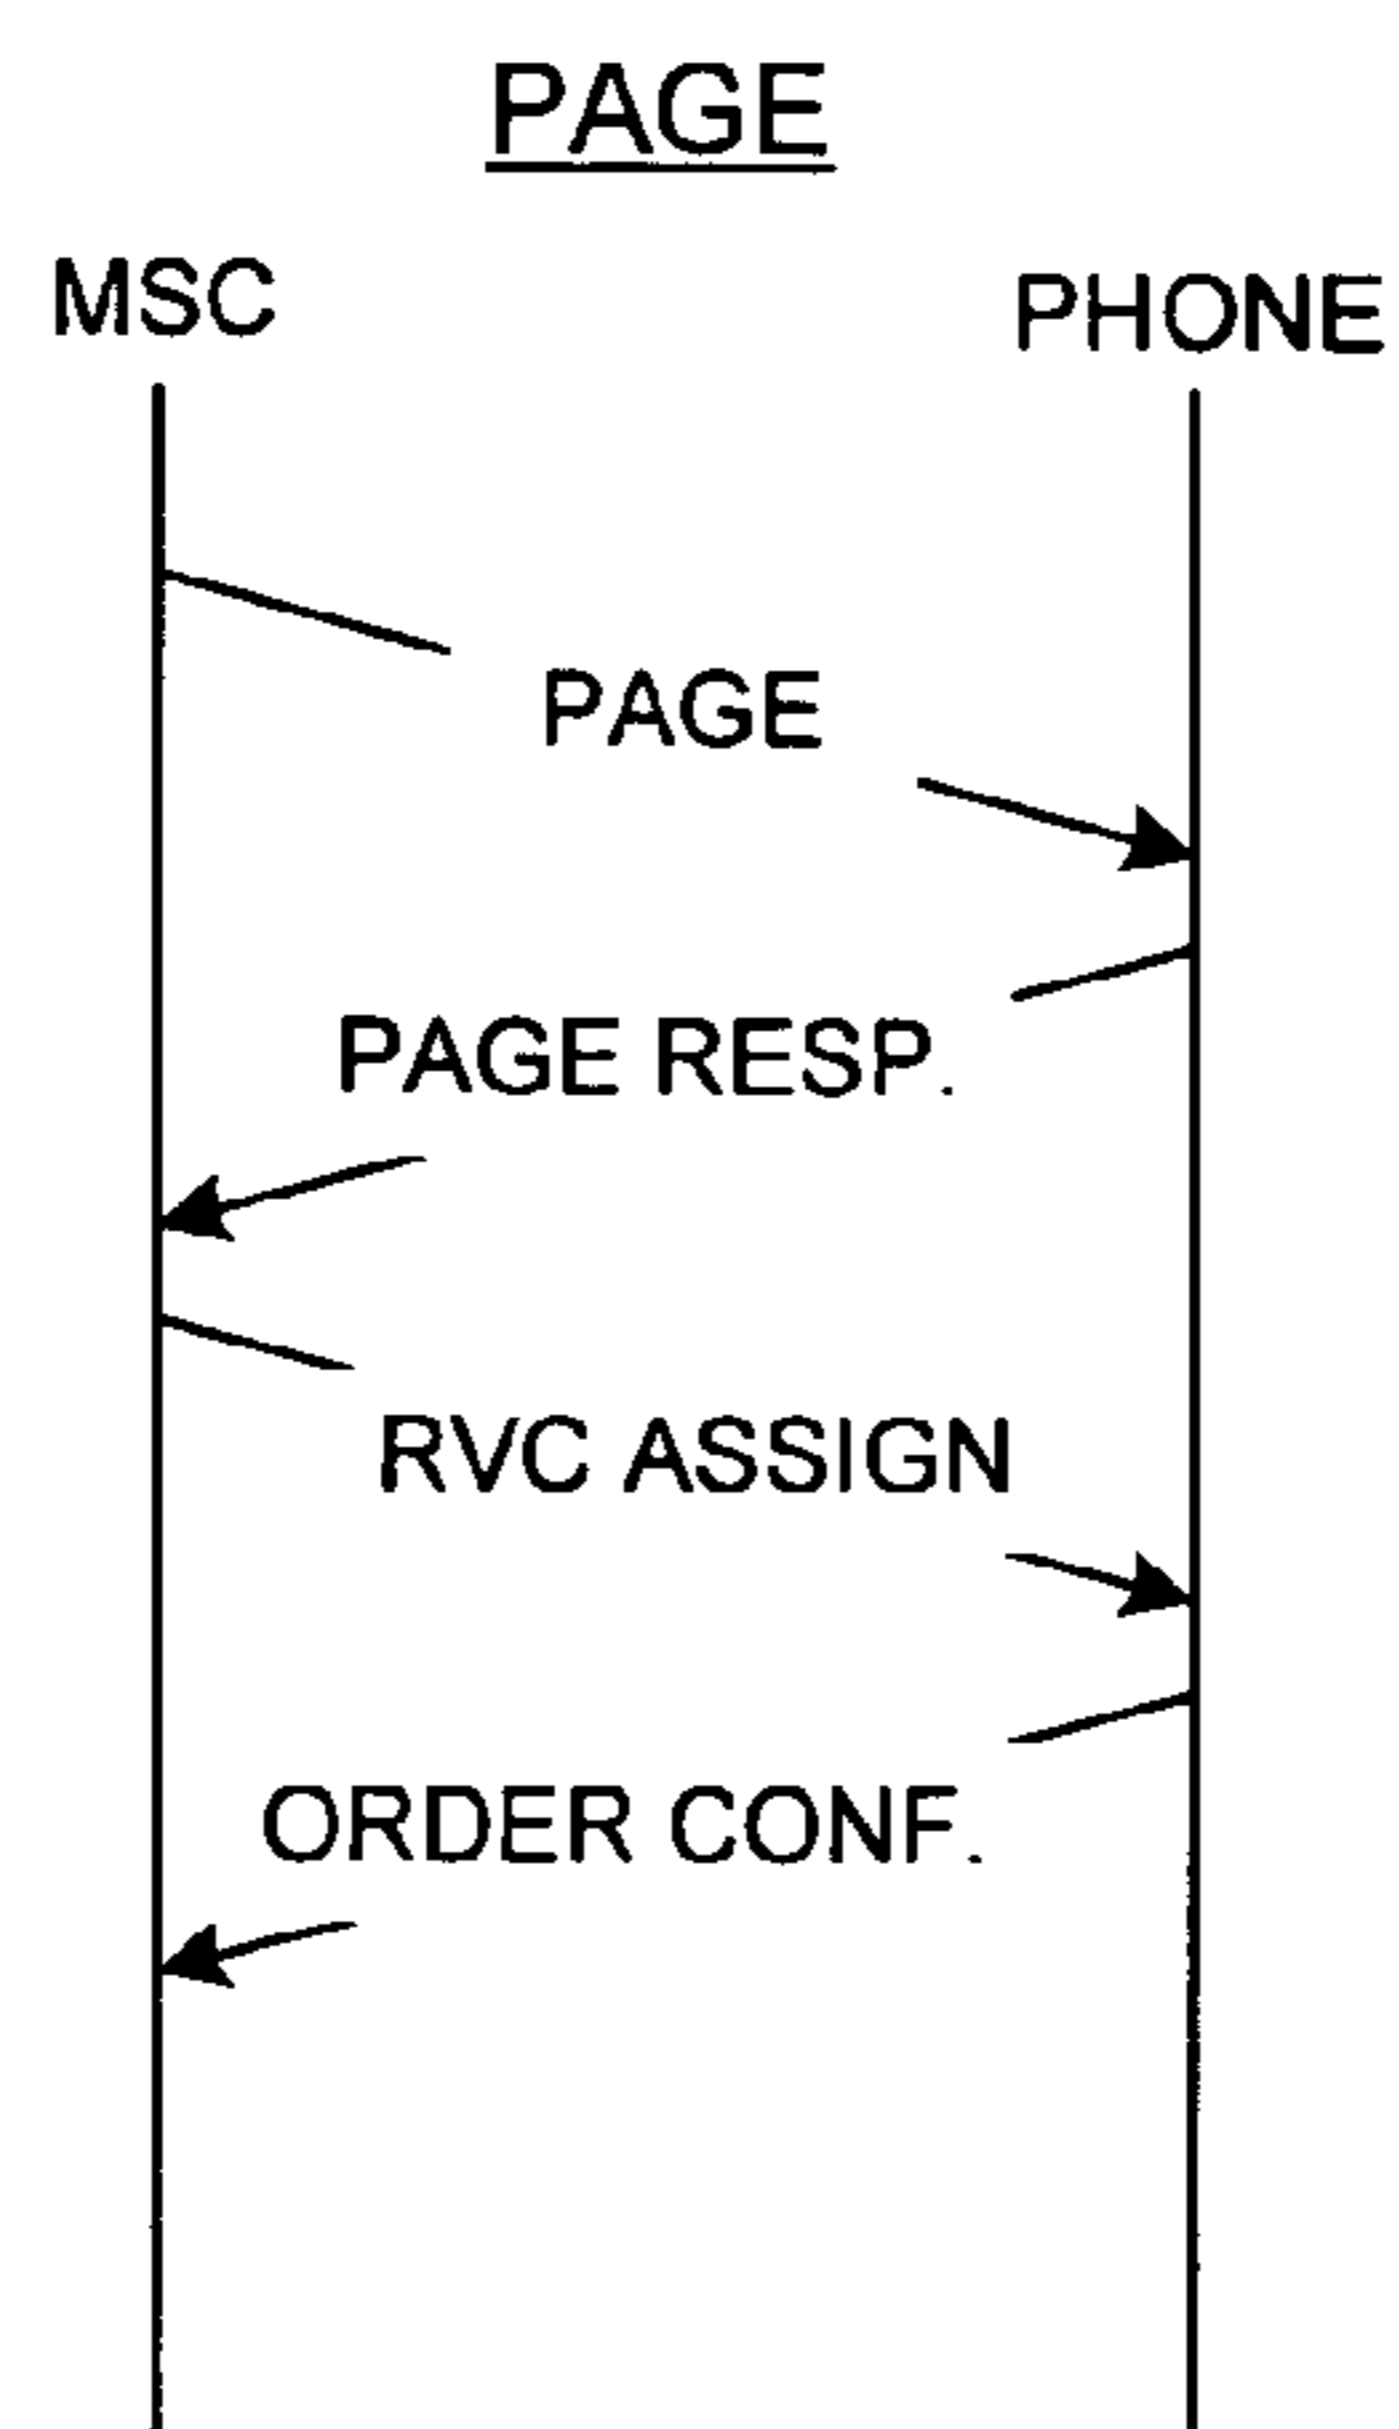 PAGE
MSC
PHONE
PAGE
PAGE RESP.
RVC ASSIGN
ORDER CONF.